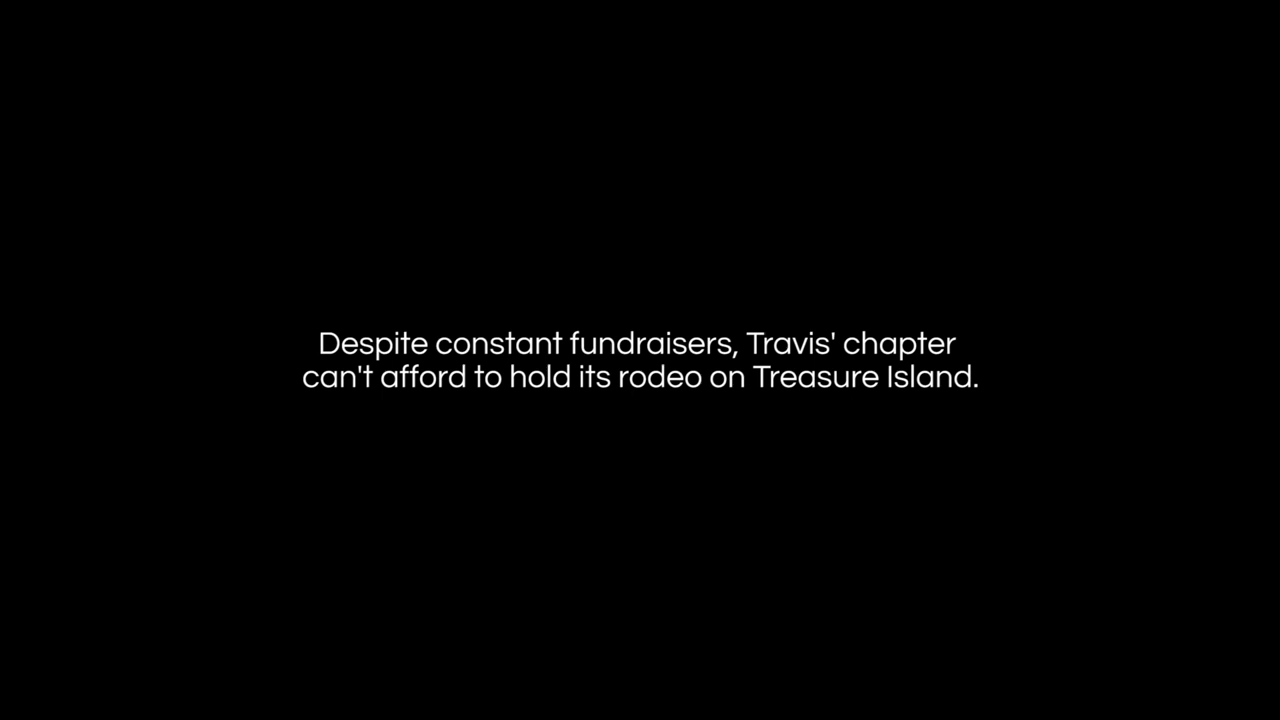 Despite constant fundraisers, Travis' chapter
can't afford to hold its rodeo on Treasure Island.